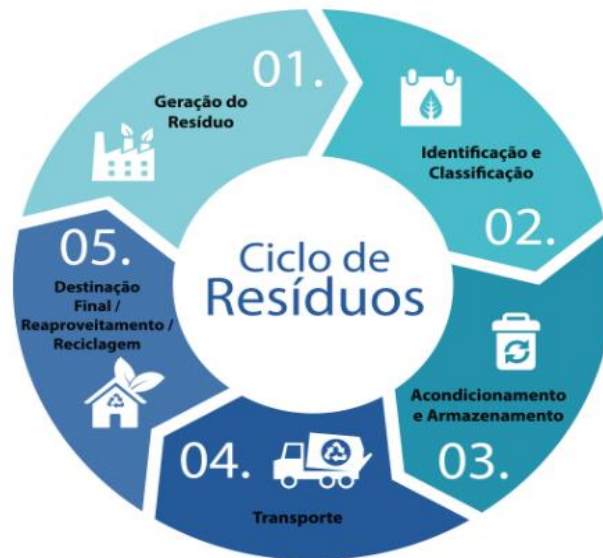 Ciclo de
Resíduos
01.
Geração do
Resíduo
Identificação e
Classificação
02.
Acondicionamento
e Armazenamento
03.
04.
Transporte
05.
Destinação
Final /
Reaproveitamento /
Reciclagem